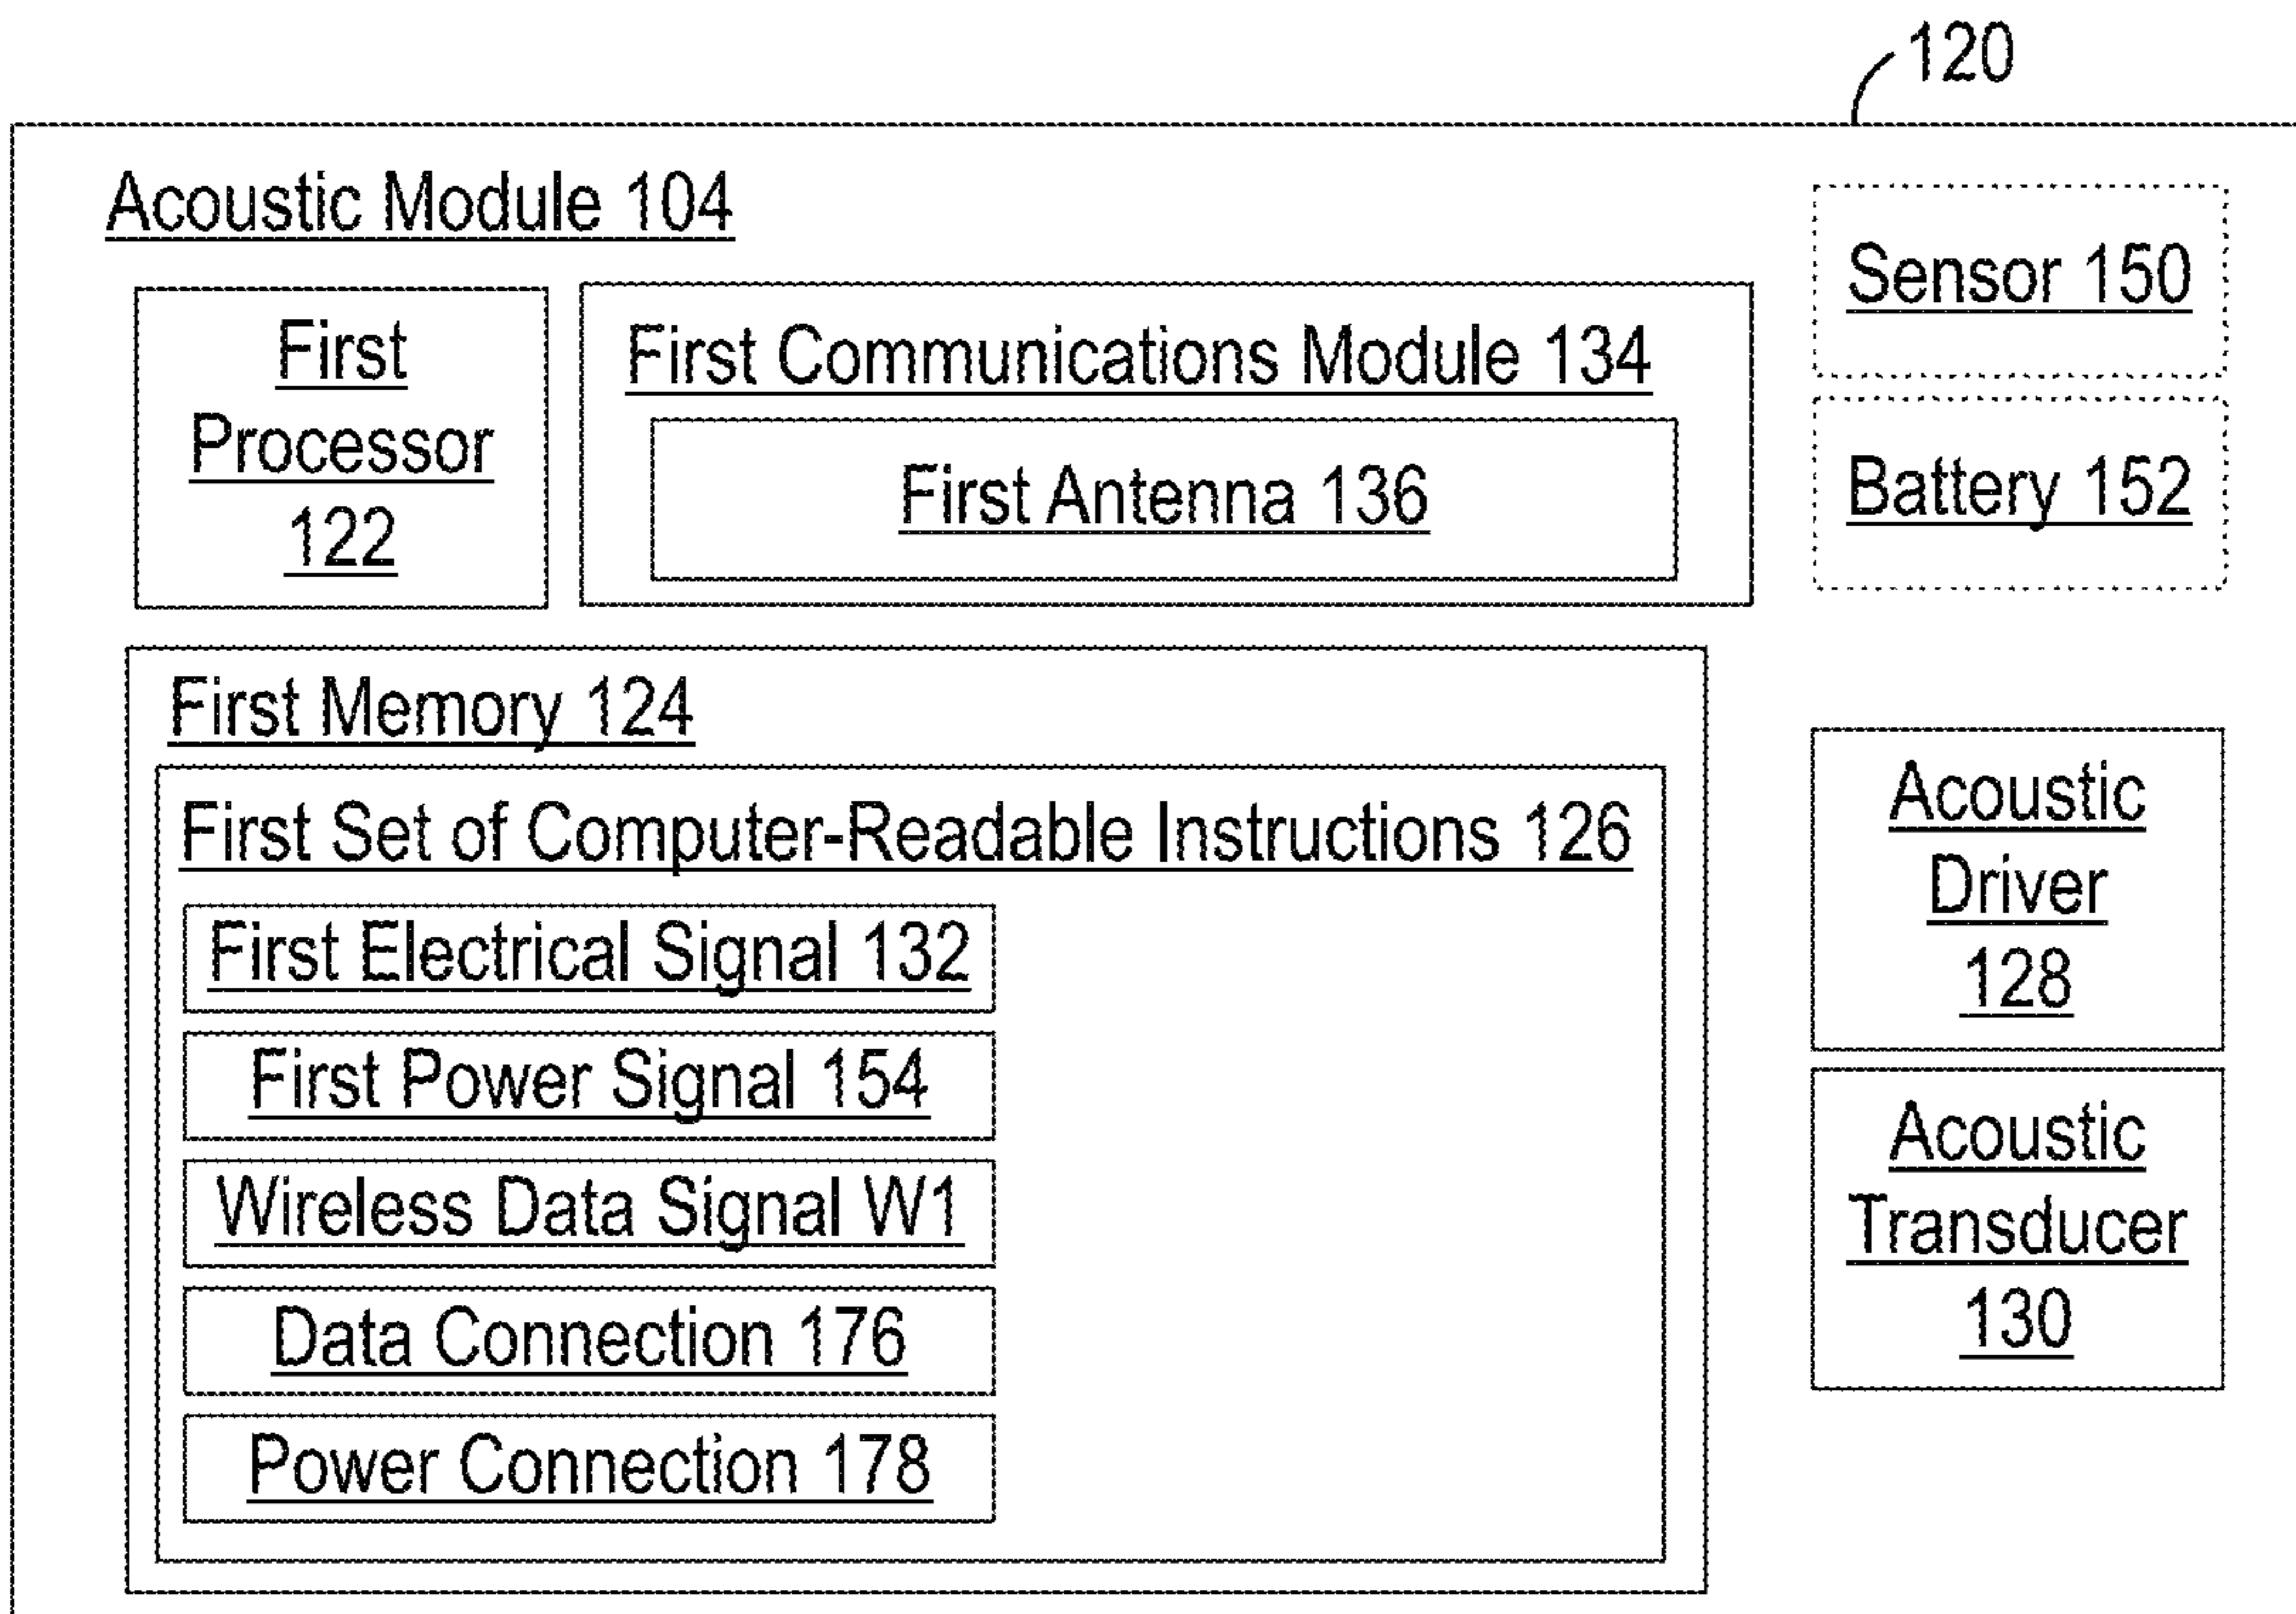 120
Acoustic Module 104
First
Processor
122
First Communications Module 134
First Antenna 136
Sensor 150
Battery 152
First Memory 124
First Set of Computer-Readable Instructions 126
First Electrical Signal 132
First Power Signal 154
Wireless Data Signal W1
Data Connection 176
Power Connection 178
Acoustic
Driver
128
Acoustic
Transducer
130